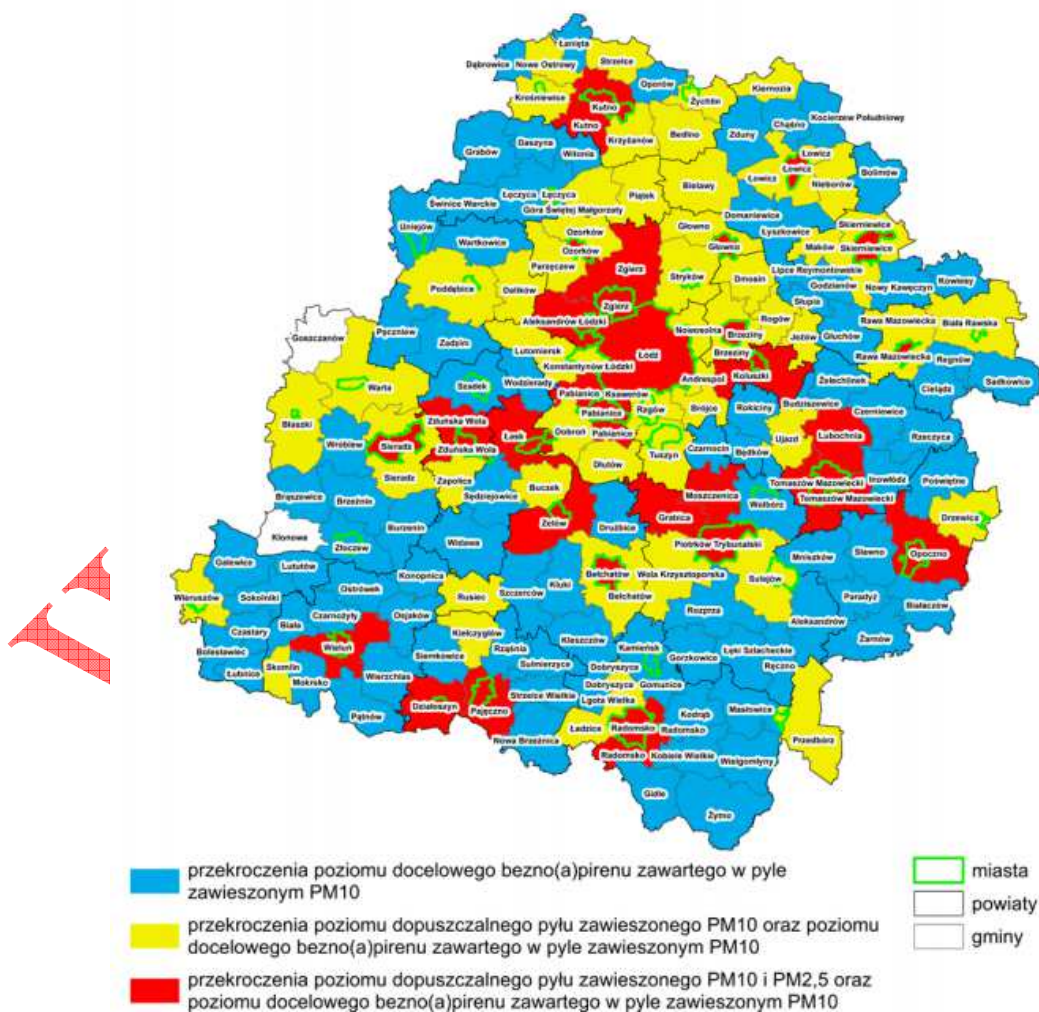 Łanięta
Dąbrowice Nowe Ostrowy Strzelce
Oporów Kiernozia
Krośniewice Kutno Żychlin
Kocierzew Południowy
Kutno Zduny Chąśno
Krzyżanów Bedlino
Daszyna
Grabów Witonia Łowicz
Łowicz Łowicz Bolimów
Nieborów
Łęczyca Łęczyca Piątek Bielawy
Świnice Warckie Góra Świętej Małgorzaty Domaniewice
Uniejów Ozorków Głowno Łyszkowice Skierniewice
Wartkowice Ozorków Głowno Maków Skierniewice
Parzęczew Zgierz Lipce Reymontowskie
Poddębice Dalików Stryków Dmosin Godzianów Nowy Kawęczyn Kowiesy
Zgierz Słupia
Goszczanów Pęczniew Aleksandrów Łódzki Nowosolna Rogów Rawa Mazowiecka Biała Rawska
Zadzim Lutomiersk Łódź Brzeziny Jeżów Głuchów
Konstantynów Łódzki Brzeziny Rawa Mazowiecka Regnów
Warta Szadek Wodzierady Andrespol Koluszki Żelechlinek Sadkowice
Pabianice Ksawerów Cielądz
Błaszki Zduńska Wola Pabianice Rzgów Brójce Rokiciny Budziszewice Czerniewice
Wróblew Sieradz Łask Dobroń Pabianice Ujazd Lubochnia Rzeczyca
Zduńska Wola Tuszyn Czarnocin Będków
Sieradz Zapolice Dłutów Inowłódz Poświętne
Brąszewice Brzeźnio Sędziejowice Buczek Moszczenica Wolbórz Tomaszów Mazowiecki
Tomaszów Mazowiecki Drzewica
Burzenin Zelów Drużbice Grabica
Klonowa Złoczew Widawa Piotrków Trybunalski Mniszków Sławno Opoczno
Galewice Lututów Konopnica Kluki Bełchatów Wola Krzysztoporska Sulejów
Wieruszów Sokolniki Ostrówek Rusiec Szczerców Bełchatów Paradyż Białaczów
Czarnożyły Osjaków Rozprza Aleksandrów
Czastary Biała Kiełczygłów Żarnów
Bolesławiec Wieluń Rząśnia Kleszczów Kamieńsk Łęki Szlacheckie
Siemkowice Sulmierzyce Gorzkowice Ręczno
Łubnice Skomlin Wierzchlas Dobryszyce
Mokrsko Dobryszyce Gomunice
Działoszyn Pajęczno Strzelce Wielkie Lgota Wielka Masłowice
Pątnów Kodrąb
Ładzice Radomsko Radomsko Przedbórz
Nowa Brzeźnica
Radomsko Kobiele Wielkie Wielgomłyny
Gidle
Żytno
przekroczenia poziomu docelowego bezno(a)pirenu zawartego w pyle
zawieszonym PM10
przekroczenia poziomu dopuszczalnego pyłu zawieszonego PM10 oraz poziomu
docelowego bezno(a)pirenu zawartego w pyle zawieszonym PM10
przekroczenia poziomu dopuszczalnego pyłu zawieszonego PM10 i PM2,5 oraz
poziomu docelowego bezno(a)pirenu zawartego w pyle zawieszonym PM10
miasta
powiaty
gminy